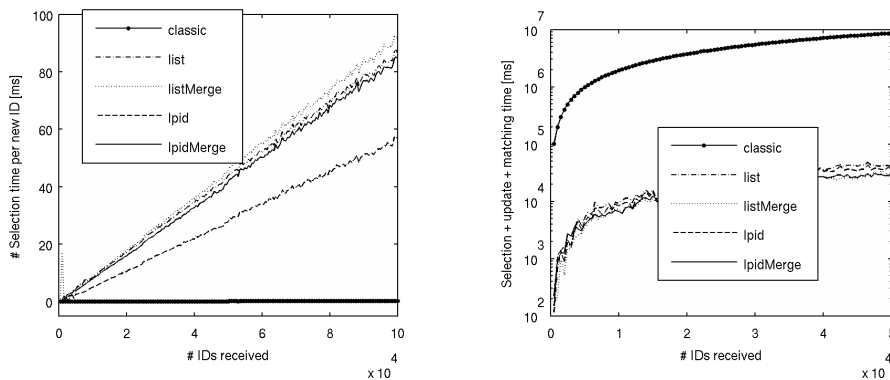 # Selection time per new ID [ms]
100
80
60
40
20
0
classic
list
listMerge
lpid
lpidMerge
0
2
4
6
8
10
# IDs received
4
x 10
Selection + update + matching time [ms]
7
10
6
10
5
10
4
10
3
10
2
10
classic
list
listMerge
lpid
lpidMerge
0
1
2
3
4
5
# IDs received
4
x 10